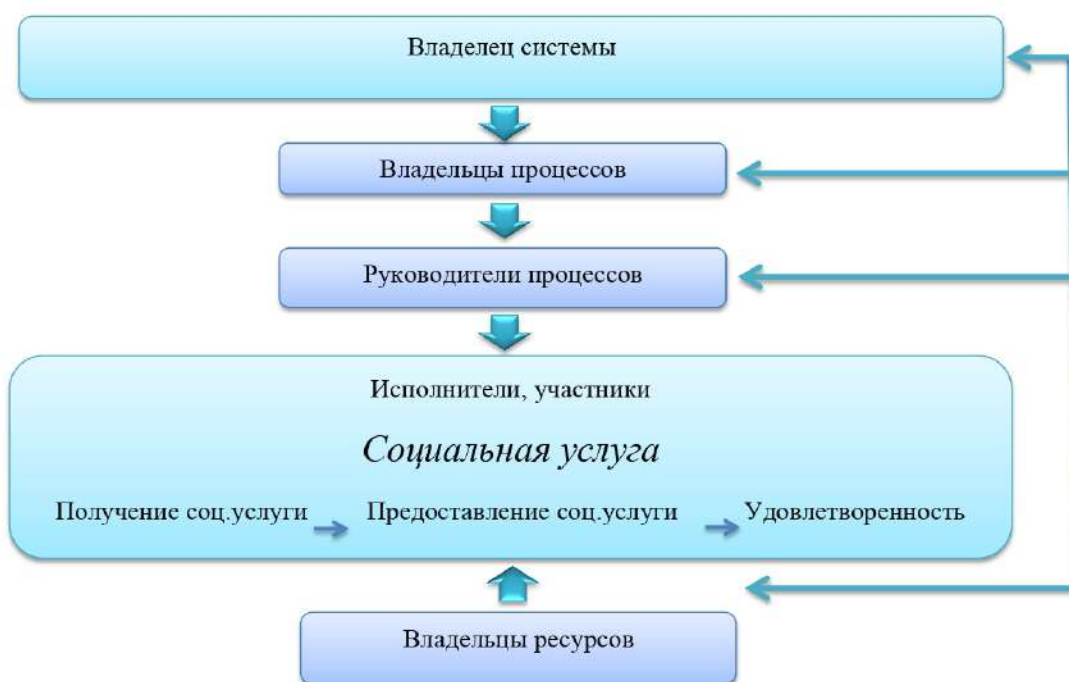 Владелец системы
Владельцы процессов
Руководители процессов
Исполнители, участники
Социальная услуга
Получение соц.услуги
Предоставление соц.услуги
Удовлетворенность
Владельцы ресурсов